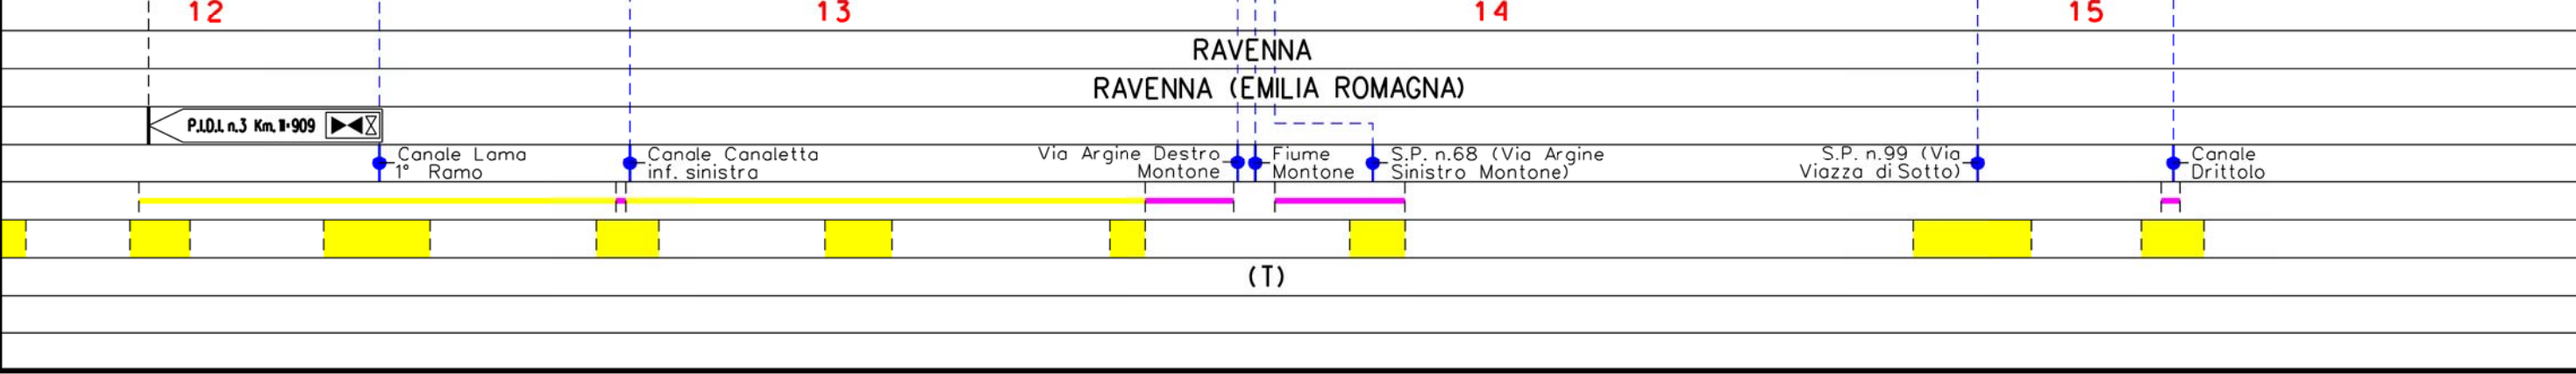 12 13 14 15
RAVENNA
RAVENNA (EMILIA ROMAGNA)
P.I.D.I. n.3 Km. 11+909
Canale Lama
1° Ramo
Canale Canaletta
inf. sinistra
Via Argine Destro
Montone
Fiume
Montone
S.P. n.68 (Via Argine
Sinistro Montone)
S.P. n.99 (Via
Viazza di Sotto)
Canale
Drittolo
(T)